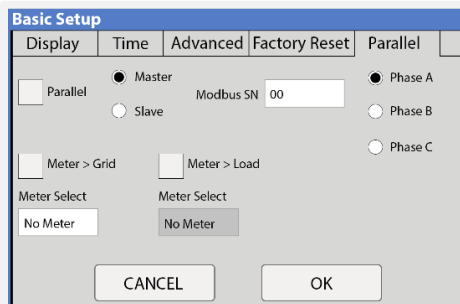 Basic Setup
Display Time Advanced Factory Reset Parallel
Parallel
Master
Slave
Modbus SN 00
Phase A
Phase B
Phase C
Meter > Grid
Meter > Load
Meter Select
Meter Select
No Meter
No Meter
CANCEL
OK